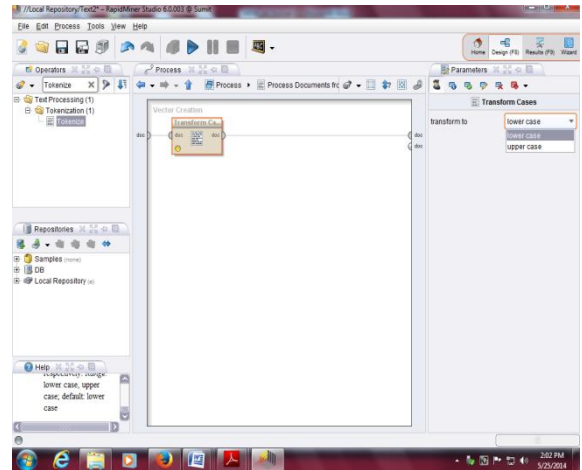 //Local Repository/Text2* – RapidMiner Studio 6.0.003 @ Sumit
File Edit Process Tools View Help
Home Design (F8) Results (F9) Wizard
Operators
Process
Parameters
Tokenize
Process
Process Documents frc
Text Processing (1)
Tokenization (1)
Tokenize
Vector Creation
Transform Ca...
doc
doc
doc
doc
doc
Transform Cases
transform to
lower case
lower case
upper case
Repositories
Samples (none)
DB
Local Repository
Help
lower case, upper
case; default: lower
case
2:02 PM
5/25/2014